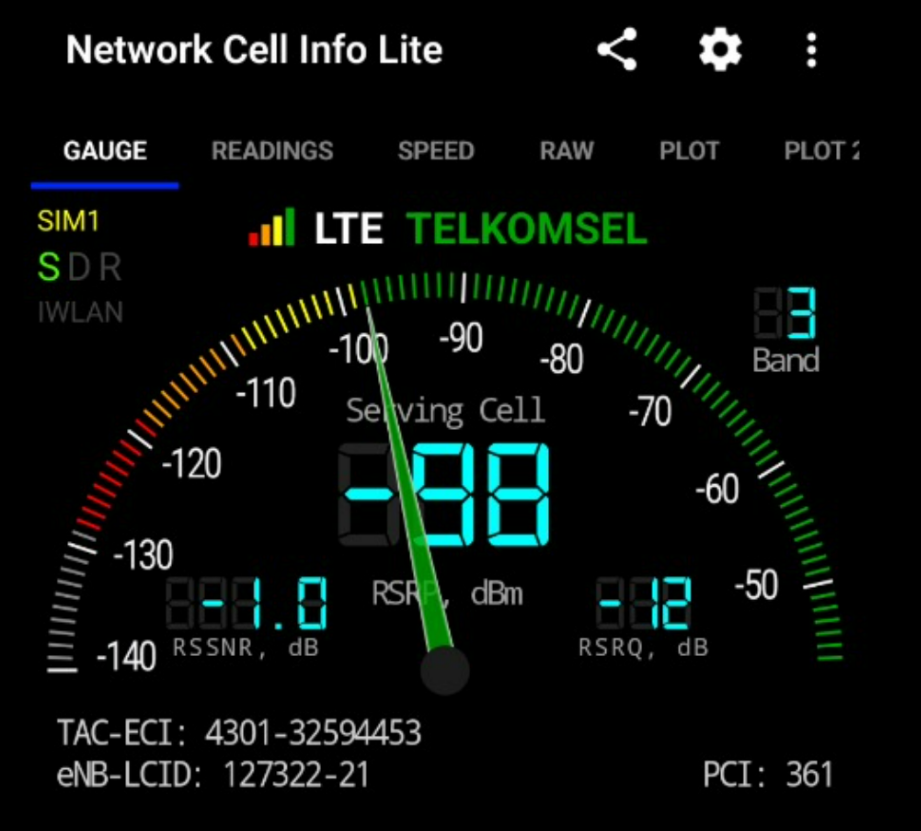 Network Cell Info Lite
GAUGE READINGS SPEED RAW PLOT PLOT 2
SIM1
LTE TELKOMSEL
S D R
IWLAN
3
Band
-140
-130
-120
-110
-100
-90
-80
-70
-60
-50
Serving Cell
-98
RSRP, dBm
-1.0
RSSNR, dB
-12
RSRQ, dB
TAC-ECI: 4301-32594453
eNB-LCID: 127322-21
PCI: 361